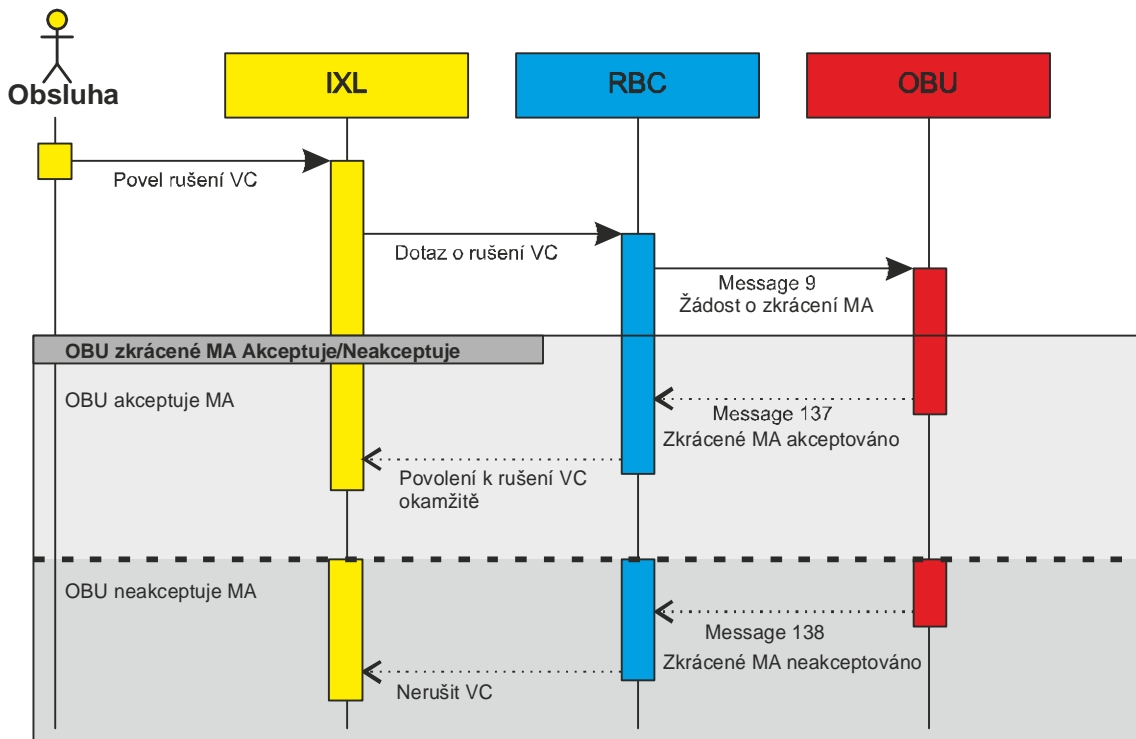 Obsluha
IXL
RBC
OBU
Povel rušení VC
Dotaz o rušení VC
Message 9
Žádost o zkrácení MA
OBU zkrácené MA Akceptuje/Neakceptuje
OBU akceptuje MA
Message 137
Zkrácené MA akceptováno
Povolení k rušení VC
okamžitě
OBU neakceptuje MA
Message 138
Zkrácené MA neakceptováno
Nerušit VC